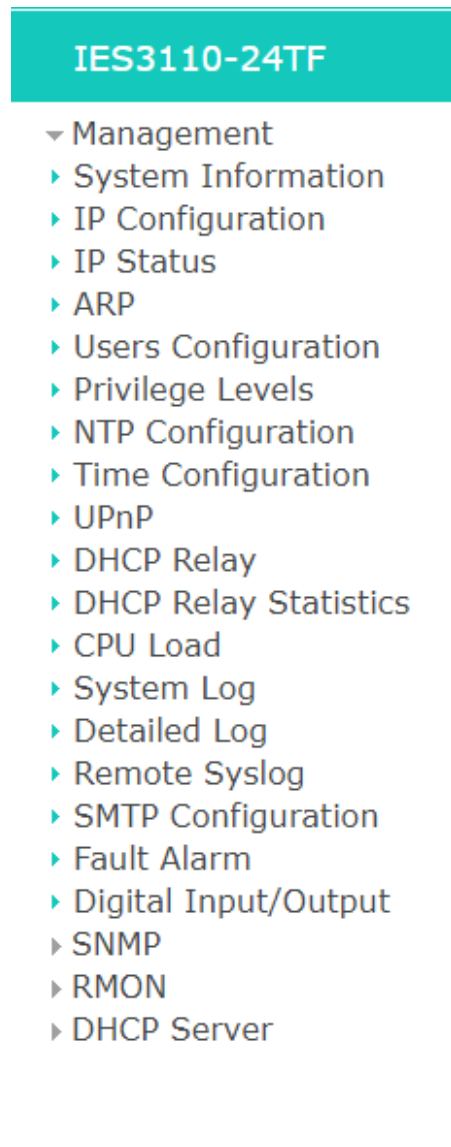 IES3110-24TF
Management
System Information
IP Configuration
IP Status
ARP
Users Configuration
Privilege Levels
NTP Configuration
Time Configuration
UPnP
DHCP Relay
DHCP Relay Statistics
CPU Load
System Log
Detailed Log
Remote Syslog
SMTP Configuration
Fault Alarm
Digital Input/Output
SNMP
RMON
DHCP Server